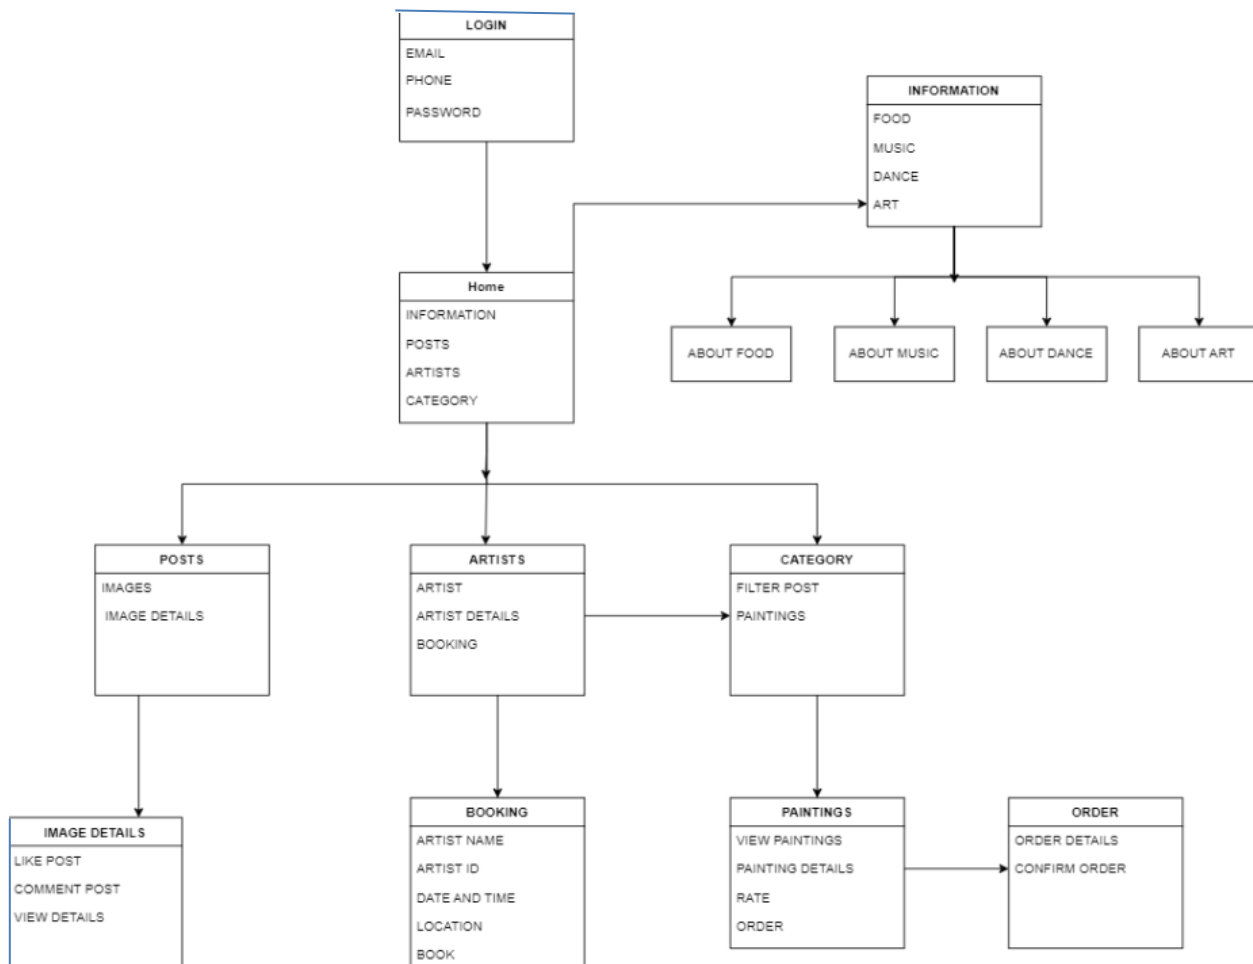 LOGIN
EMAIL
PHONE
PASSWORD
INFORMATION
FOOD
MUSIC
DANCE
ART
Home
INFORMATION
POSTS
ARTISTS
CATEGORY
ABOUT FOOD
ABOUT MUSIC
ABOUT DANCE
ABOUT ART
POSTS
IMAGES
IMAGE DETAILS
ARTISTS
ARTIST
ARTIST DETAILS
BOOKING
CATEGORY
FILTER POST
PAINTINGS
IMAGE DETAILS
LIKE POST
COMMENT POST
VIEW DETAILS
BOOKING
ARTIST NAME
ARTIST ID
DATE AND TIME
LOCATION
BOOK
PAINTINGS
VIEW PAINTINGS
PAINTING DETAILS
RATE
ORDER
ORDER
ORDER DETAILS
CONFIRM ORDER